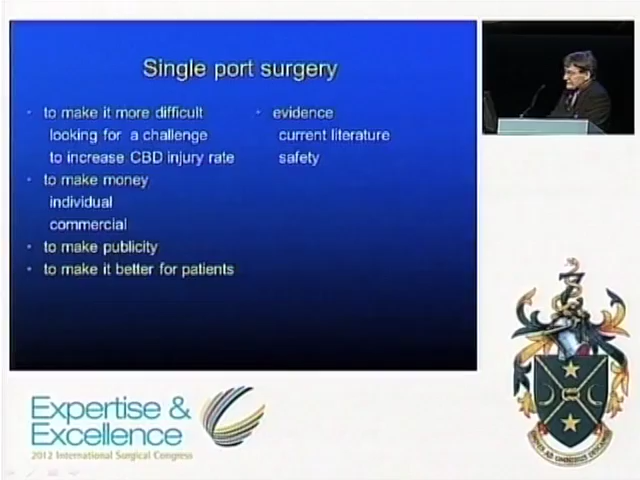 Single port surgery
to make it more difficult
looking for a challenge
to increase CBD injury rate
to make money
individual
commercial
to make publicity
to make it better for patients
evidence
current literature
safety
Expertise &
Excellence
2012 International Surgical Congress